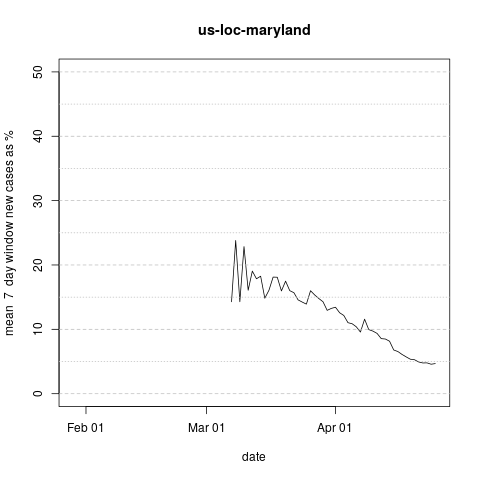 us-loc-maryland
mean  7  day window new cases as %
50
40
30
20
10
0
Feb 01
Mar 01
Apr 01
date